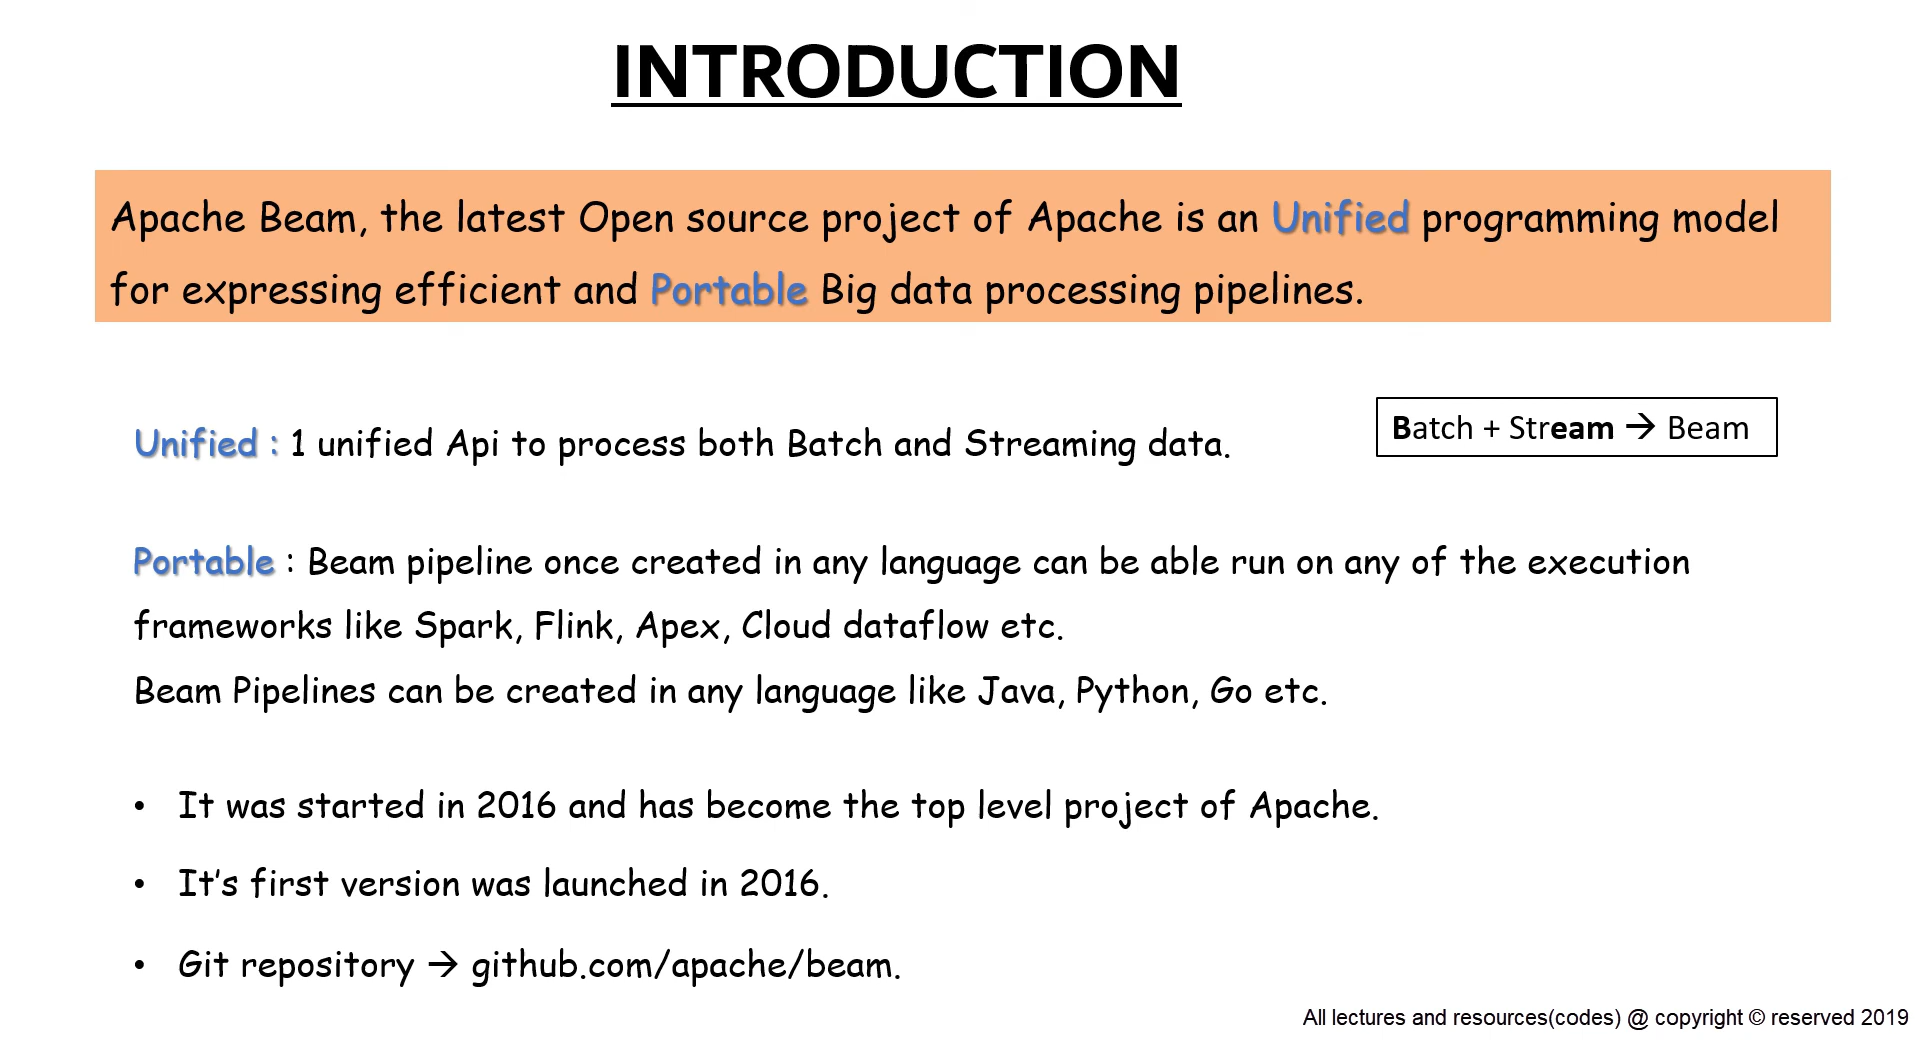 INTRODUCTION
Apache Beam, the latest Open source project of Apache is an Unified programming model
for expressing efficient and Portable Big data processing pipelines.
Unified : 1 unified Api to process both Batch and Streaming data.
Batch + Stream → Beam
Portable : Beam pipeline once created in any language can be able run on any of the execution
frameworks like Spark, Flink, Apex, Cloud dataflow etc.
Beam Pipelines can be created in any language like Java, Python, Go etc.
• It was started in 2016 and has become the top level project of Apache.
• It's first version was launched in 2016.
• Git repository → github.com/apache/beam.
All lectures and resources(codes) @ copyright © reserved 2019